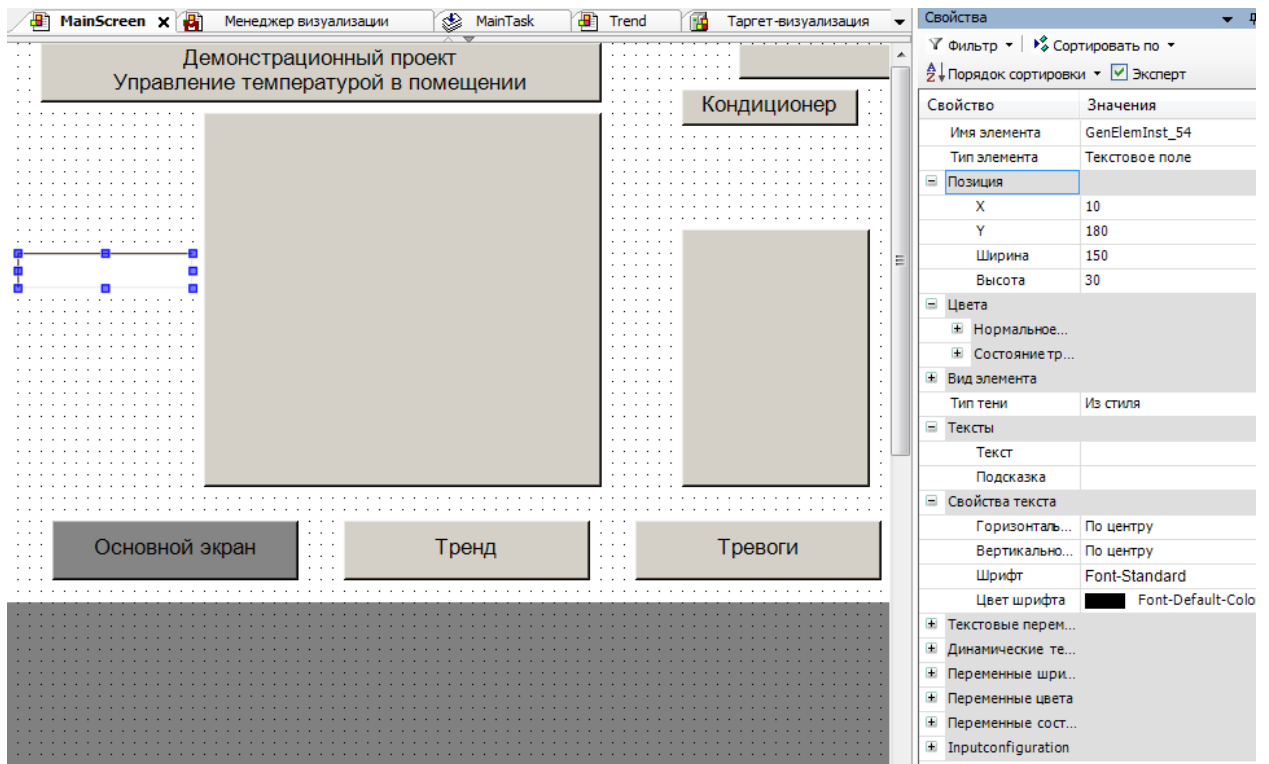 MainScreen X Менеджер визуализации MainTask Trend Таргет-визуализация
Демонстрационный проект
Управление температурой в помещении
Кондиционер
Основной экран Тренд Тревоги
Свойства
Фильтр Сортировать по
Порядок сортировки Эксперт
Свойство Значения
Имя элемента GenElemInst_54
Тип элемента Текстовое поле
Позиция
X 10
Y 180
Ширина 150
Высота 30
Цвета
Нормальное...
Состояние тр...
Вид элемента
Тип тени Из стиля
Тексты
Текст
Подсказка
Свойства текста
Горизонталь... По центру
Вертикально... По центру
Шрифт Font-Standard
Цвет шрифта Font-Default-Colo
Текстовые перем...
Динамические те...
Переменные шри...
Переменные цвета
Переменные сост...
Inputconfiguration